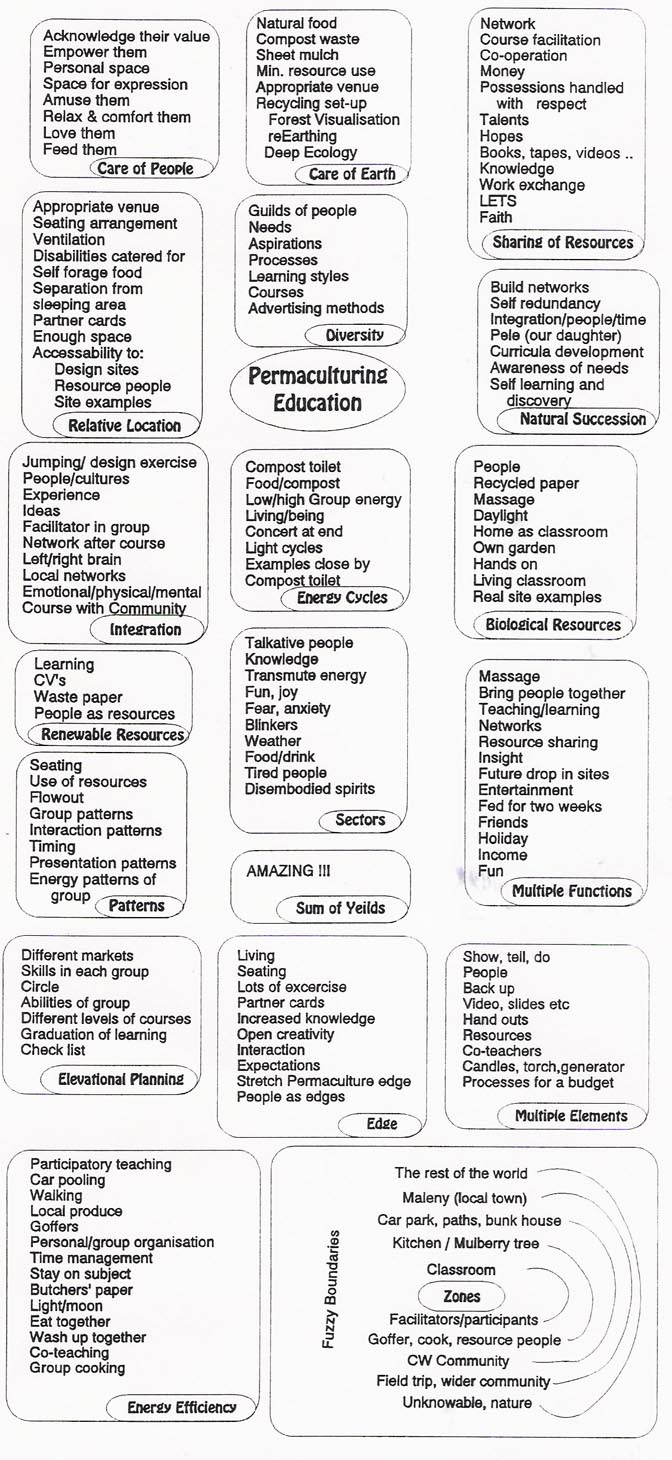 Acknowledge their value
Empower them
Personal space
Space for expression
Amuse them
Relax & comfort them
Love them
Feed them
Care of People
Natural food
Compost waste
Sheet mulch
Min. resource use
Appropriate venue
Recycling set-up
Forest Visualisation
reEarthing
Deep Ecology
Care of Earth
Network
Course facilitation
Co-operation
Money
Possessions handled
with respect
Talents
Hopes
Books, tapes, videos ..
Knowledge
Work exchange
LETS
Faith
Sharing of Resources
Appropriate venue
Seating arrangement
Ventilation
Disabilities catered for
Self forage food
Separation from
sleeping area
Partner cards
Enough space
Accessability to:
Design sites
Resource people
Site examples
Relative Location
Guilds of people
Needs
Aspirations
Processes
Learning styles
Courses
Advertising methods
Diversity
Permaculturing
Education
Build networks
Self redundancy
Integration/people/time
Pele (our daughter)
Curricula development
Awareness of needs
Self learning and
discovery
Natural Succession
Jumping/ design exercise
People/cultures
Experience
Ideas
Facilitator in group
Network after course
Left/right brain
Local networks
Emotional/physical/mental
Course with Community
Integration
Compost toilet
Food/compost
Low/high Group energy
Living/being
Concert at end
Light cycles
Examples close by
Compost toilet
Energy Cycles
People
Recycled paper
Massage
Daylight
Home as classroom
Own garden
Hands on
Living classroom
Real site examples
Biological Resources
Learning
CV's
Waste paper
People as resources
Renewable Resources
Talkative people
Knowledge
Transmute energy
Fun, joy
Fear, anxiety
Blinkers
Weather
Food/drink
Tired people
Disembodied spirits
Sectors
Massage
Bring people together
Teaching/learning
Networks
Resource sharing
Insight
Future drop in sites
Entertainment
Fed for two weeks
Friends
Holiday
Income
Fun
Multiple Functions
Seating
Use of resources
Flowout
Group patterns
Interaction patterns
Timing
Presentation patterns
Energy patterns of
group
Patterns
AMAZING !!!
Sum of Yeilds
Different markets
Skills in each group
Circle
Abilities of group
Different levels of courses
Graduation of learning
Check list
Elevational Planning
Living
Seating
Lots of excercise
Partner cards
Increased knowledge
Open creativity
Interaction
Expectations
Stretch Permaculture edge
People as edges
Edge
Show, tell, do
People
Back up
Video, slides etc
Hand outs
Resources
Co-teachers
Candles, torch,generator
Processes for a budget
Multiple Elements
Participatory teaching
Car pooling
Walking
Local produce
Goffers
Personal/group organisation
Time management
Stay on subject
Butchers' paper
Light/moon
Eat together
Wash up together
Co-teaching
Group cooking
Energy Efficiency
Fuzzy Boundaries
The rest of the world
Maleny (local town)
Car park, paths, bunk house
Kitchen / Mulberry tree
Classroom
Zones
Facilitators/participants
Goffer, cook, resource people
CW Community
Field trip, wider community
Unknowable, nature